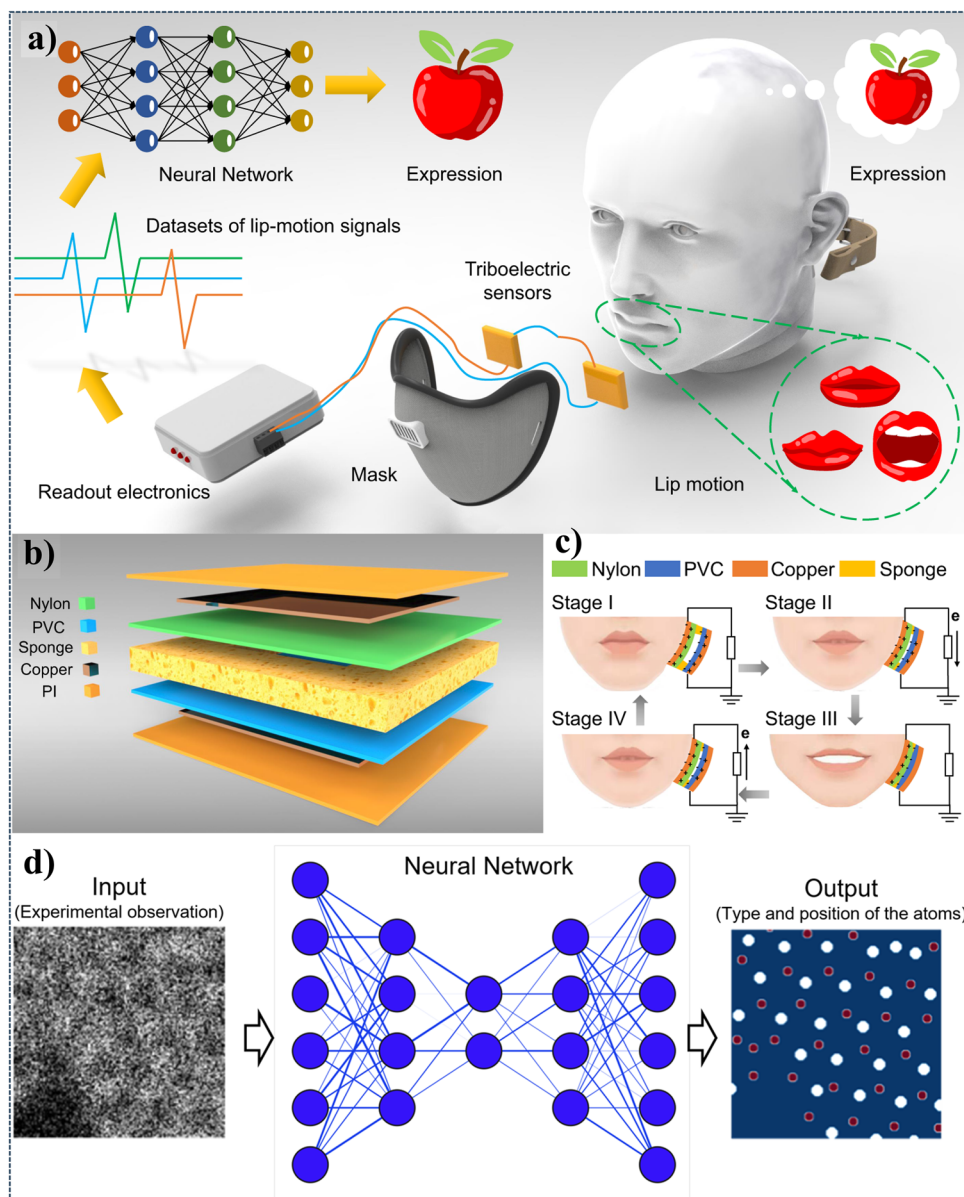 a)
Neural Network
Expression
Expression
Datasets of lip-motion signals
Triboelectric
sensors
Readout electronics
Mask
Lip motion
b)
Nylon
PVC
Sponge
Copper
PI
c)
Nylon PVC Copper Sponge
Stage I
Stage II
e
Stage IV
e
Stage III
d)
Input
(Experimental observation)
Neural Network
Output
(Type and position of the atoms)